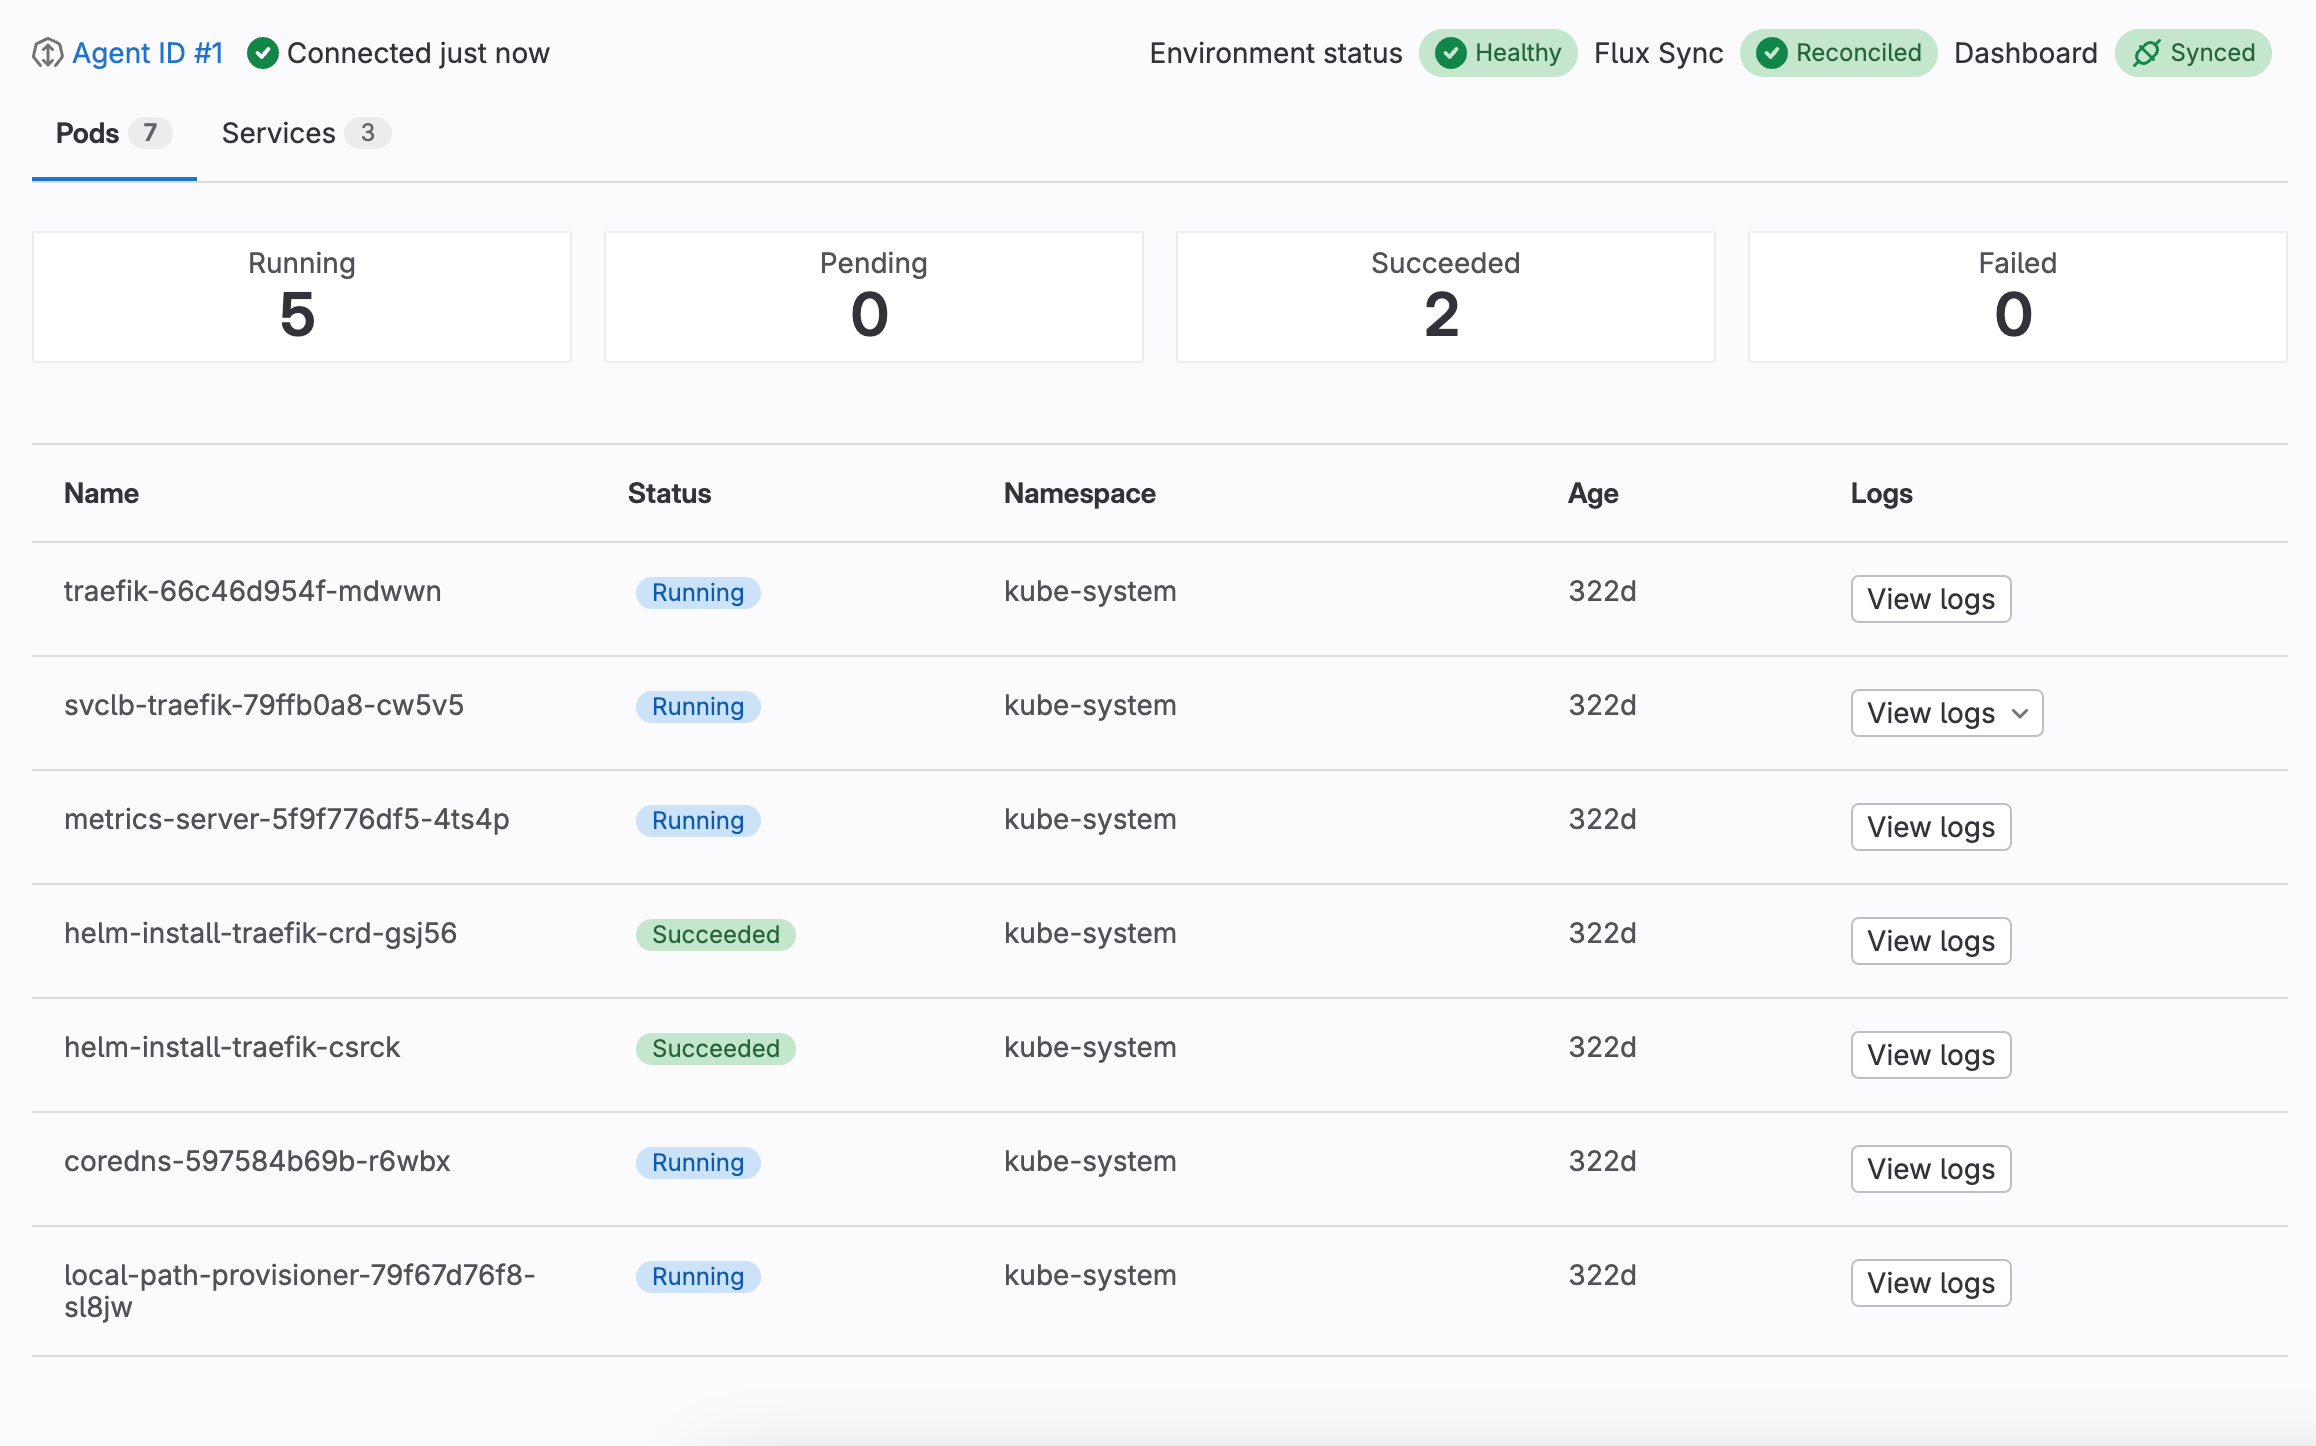 Agent ID #1 Connected just now Environment status Healthy Flux Sync Reconciled Dashboard Synced
Pods 7 Services 3
Running Pending Succeeded Failed
5 0 2 0
Name Status Namespace Age Logs
traefik-66c46d954f-mdwwn Running kube-system 322d View logs
svclb-traefik-79ffb0a8-cw5v5 Running kube-system 322d View logs
metrics-server-5f9f776df5-4ts4p Running kube-system 322d View logs
helm-install-traefik-crd-gsj56 Succeeded kube-system 322d View logs
helm-install-traefik-csrck Succeeded kube-system 322d View logs
coredns-597584b69b-r6wbx Running kube-system 322d View logs
local-path-provisioner-79f67d76f8- Running kube-system 322d View logs
sl8jw